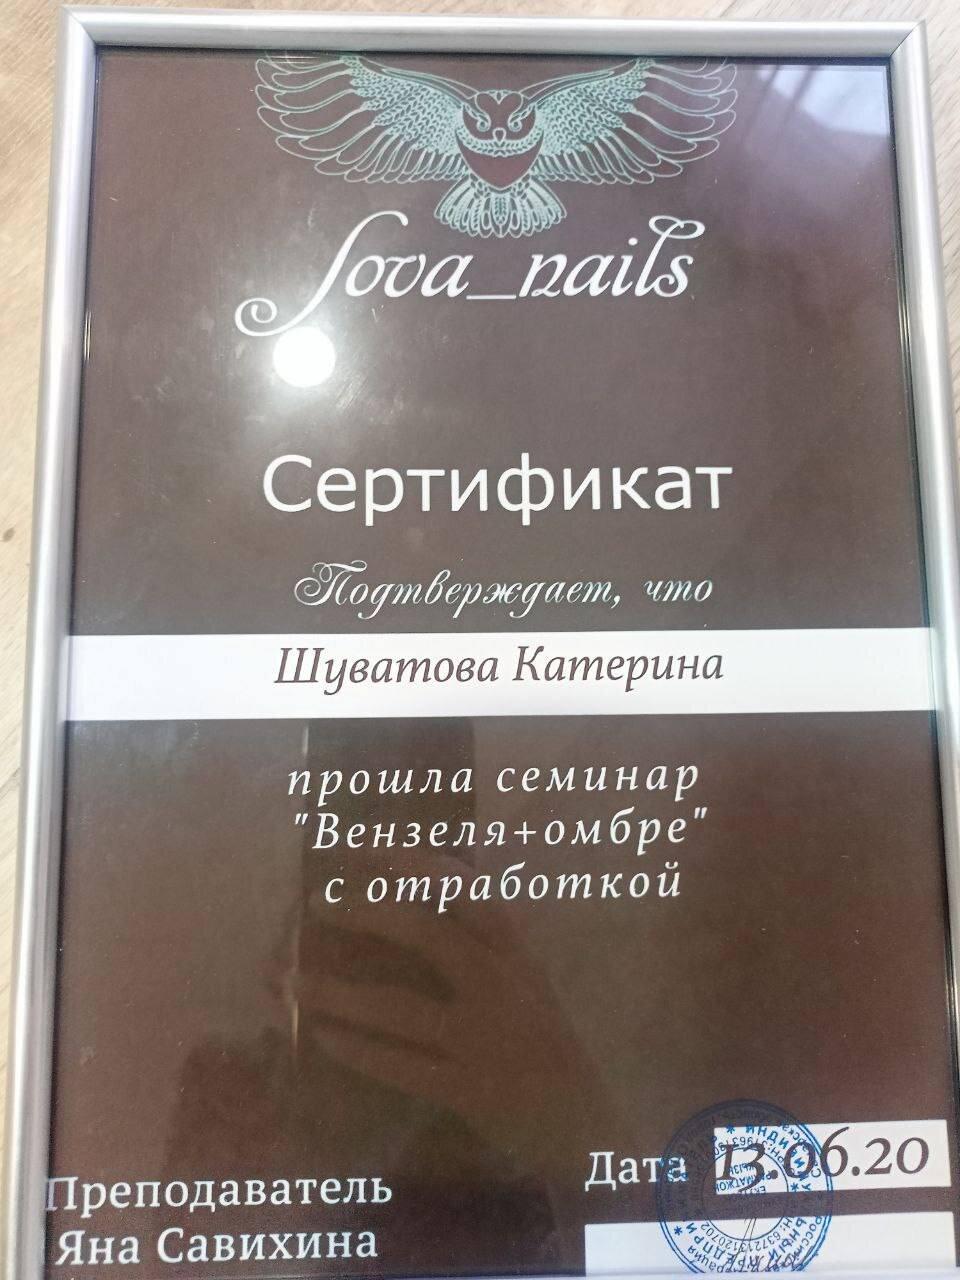 Sova_nails
Сертификат
Подтверждает, что
Шуватова Катерина
прошла семинар
"Вензеля+омбре"
с отработкой
Преподаватель
Яна Савихина
Дата 13.06.20